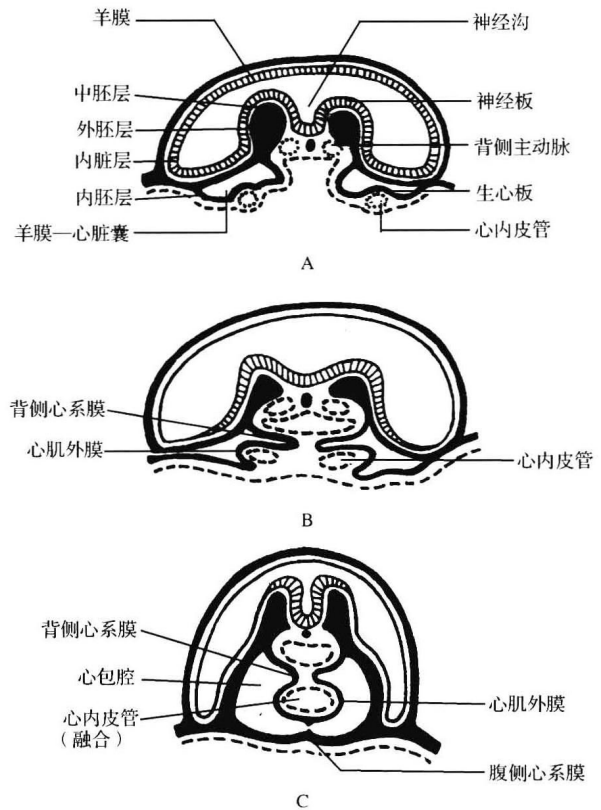 羊膜
神经沟
中胚层
神经板
外胚层
背侧主动脉
内脏层
内胚层
生心板
羊膜—心脏囊
心内皮管
A
背侧心系膜
心肌外膜
心内皮管
B
背侧心系膜
心包腔
心内皮管
（融合）
心肌外膜
腹侧心系膜
C